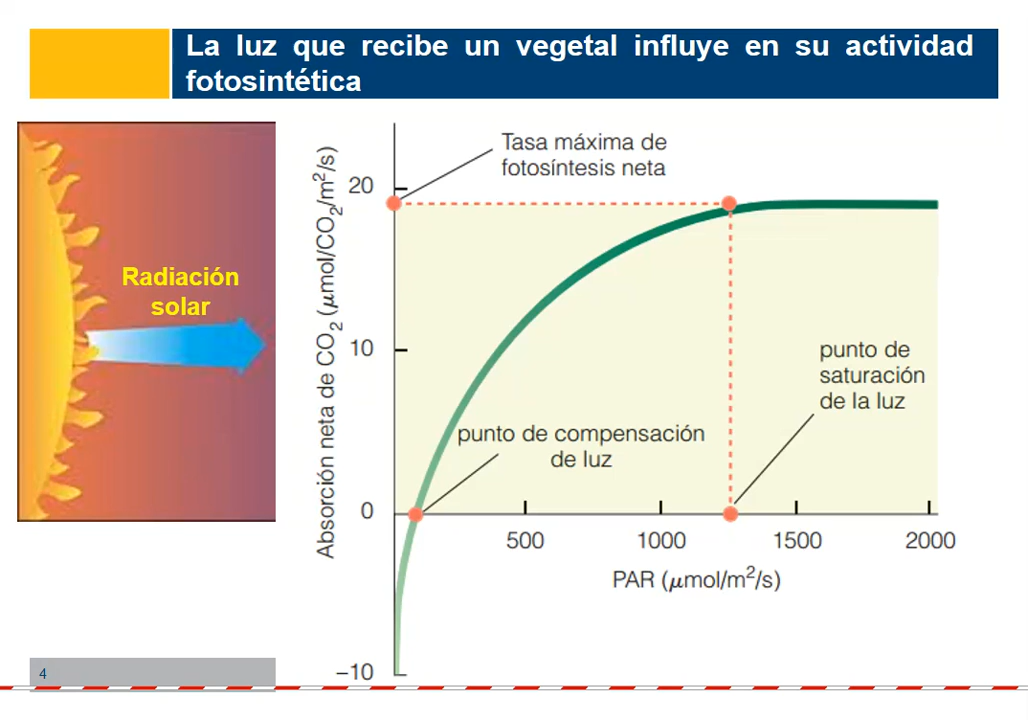 La luz que recibe un vegetal influye en su actividad
fotosintética
Radiación
solar
Absorción neta de CO₂ (μmol/CO₂/m²/s)
20
10
0
−10
Tasa máxima de
fotosíntesis neta
punto de compensación
de luz
punto de
saturación
de la luz
500
1000
1500
2000
PAR (μmol/m²/s)
4